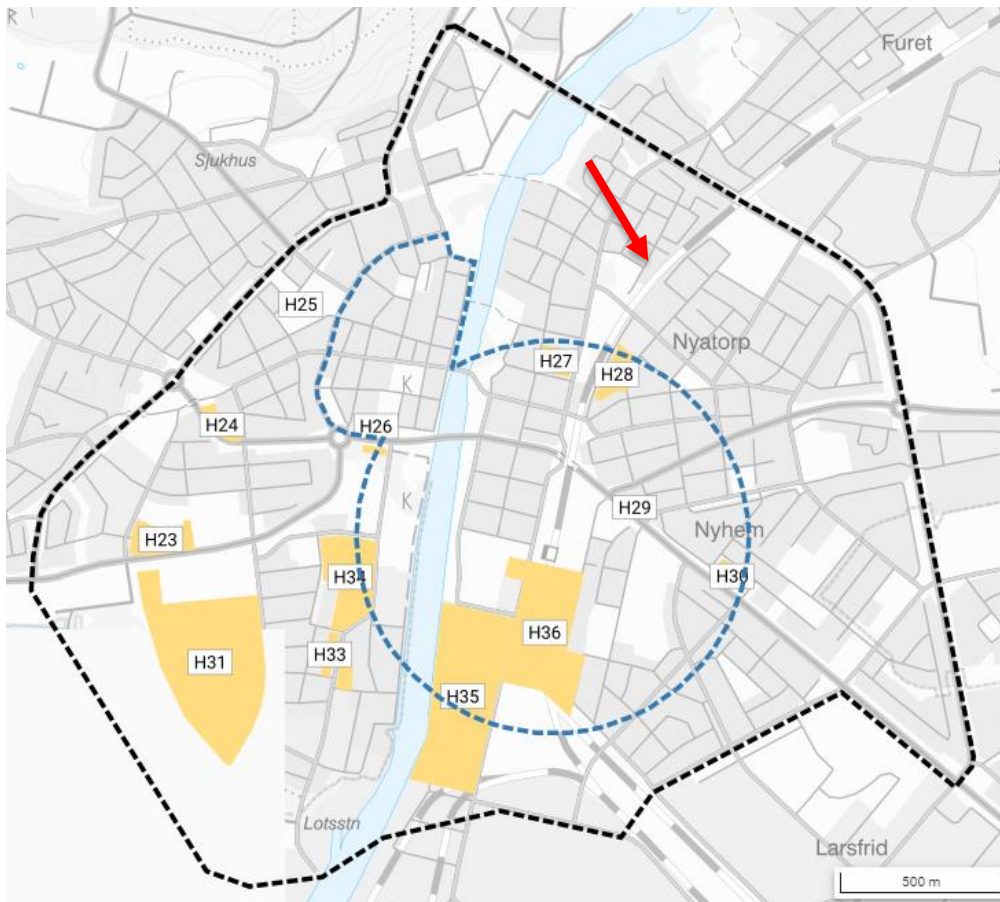 R
Furet
Sjukhus
H25
Nyatorp
H27
H28
K
H24
H26
K
H29
Nyhem
H23
H34
H30
H36
H33
H31
H35
Lotsstn
Larsfrid
500 m